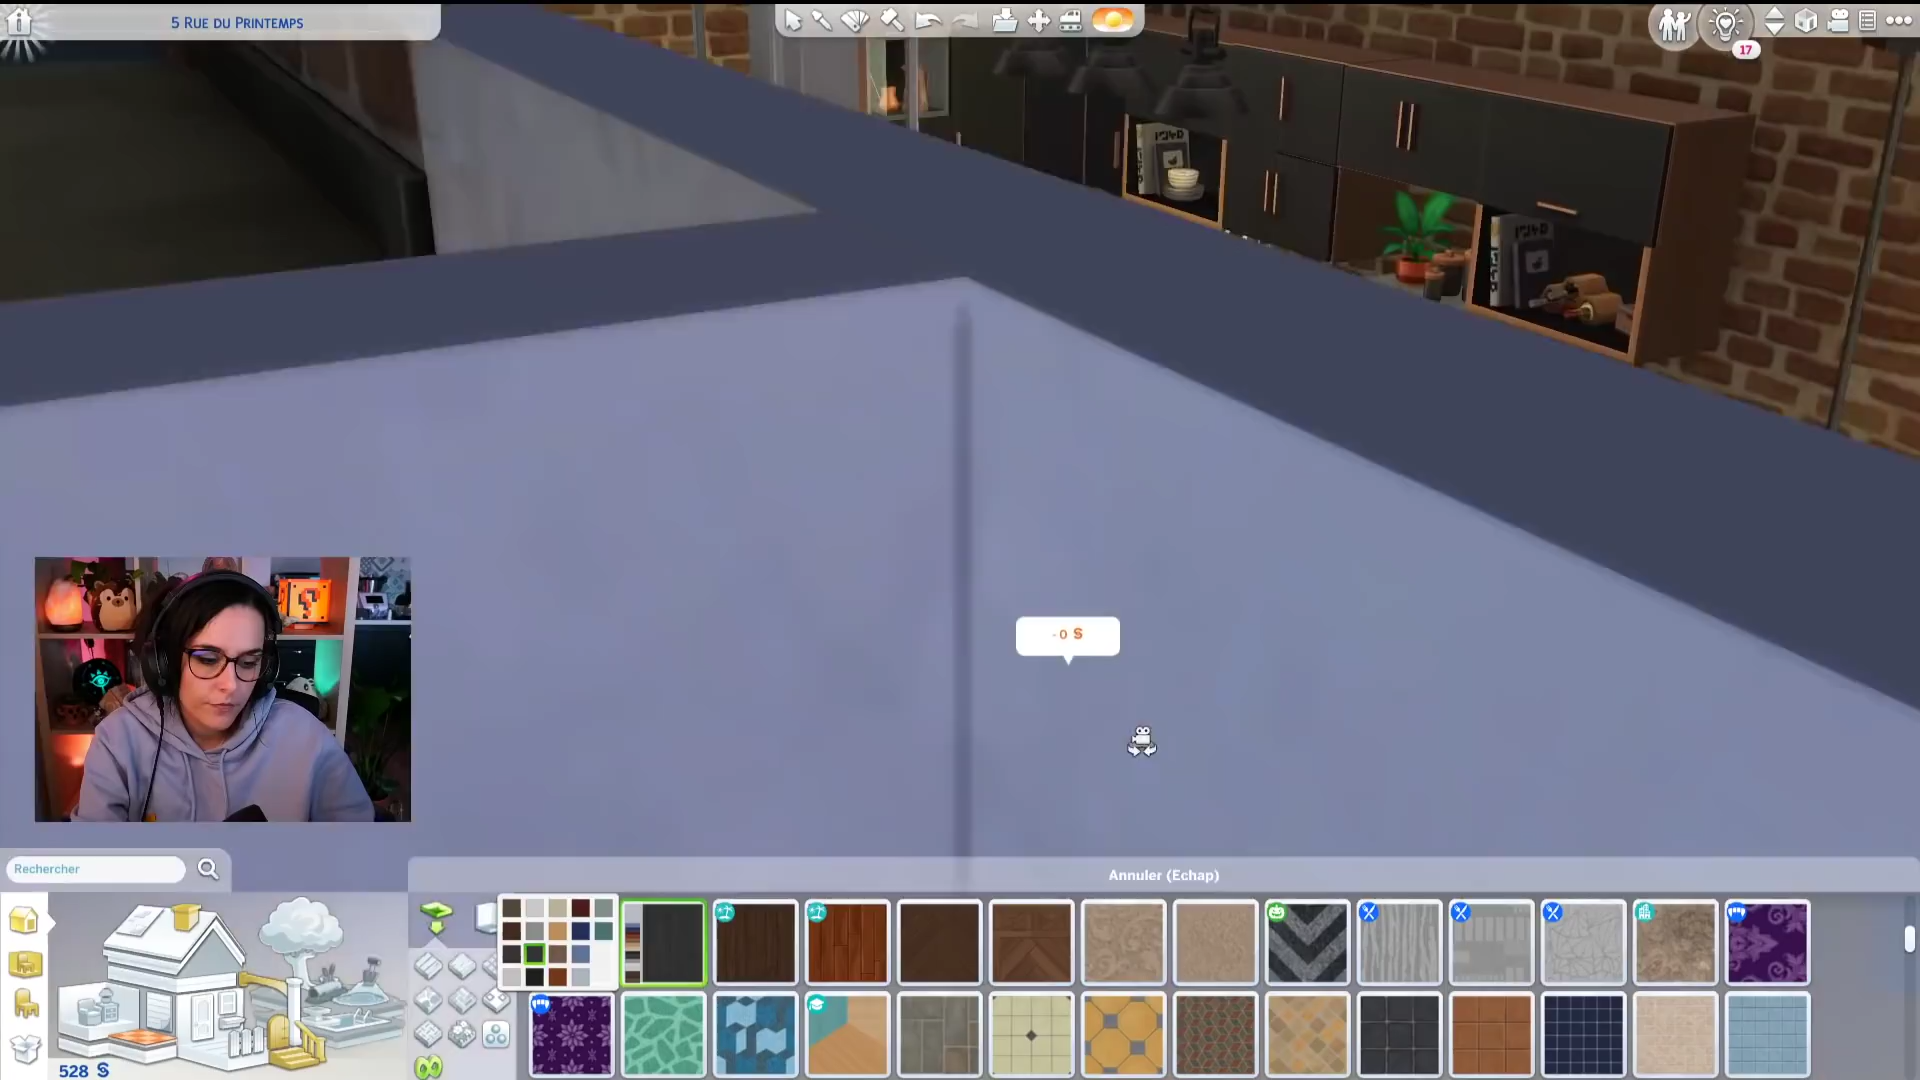 5 Rue du Printemps
17
-0 S
Rechercher
Annuler (Echap)
528 S